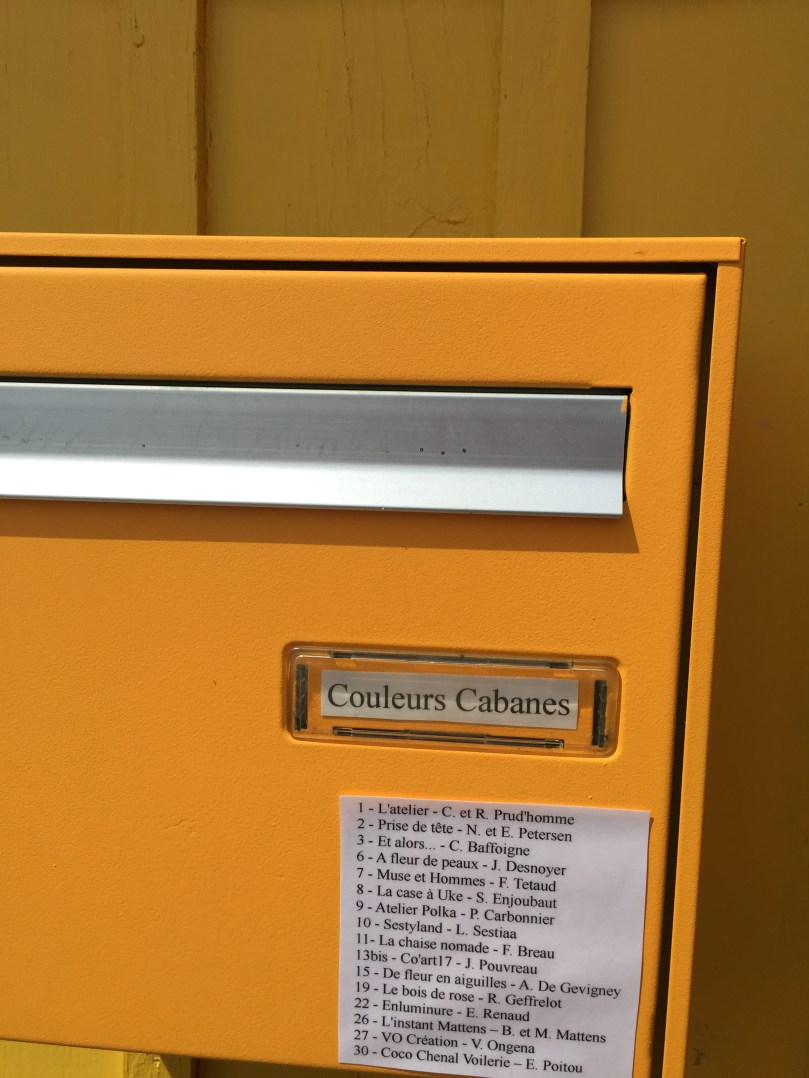 Couleurs Cabanes
1 - L'atelier - C. et R. Prud'homme
2 - Prise de tête - N. et E. Petersen
3 - Et alors... - C. Baffoigne
6 - A fleur de peaux - J. Desnoyer
7 - Muse et Hommes - F. Tetaud
8 - La case à Uke - S. Enjoubaut
9 - Atelier Polka - P. Carbonnier
10 - Sestyland - L. Sestiaa
11- La chaise nomade - F. Breau
13bis - Co'art17 - J. Pouvreau
15 - De fleur en aiguilles - A. De Gevigney
19 - Le bois de rose - R. Geffrelot
22 - Enluminure - E. Renaud
26 - L'instant Mattens – B. et M. Mattens
27 - VO Création - V. Ongena
30 - Coco Chenal Voilerie – E. Poitou